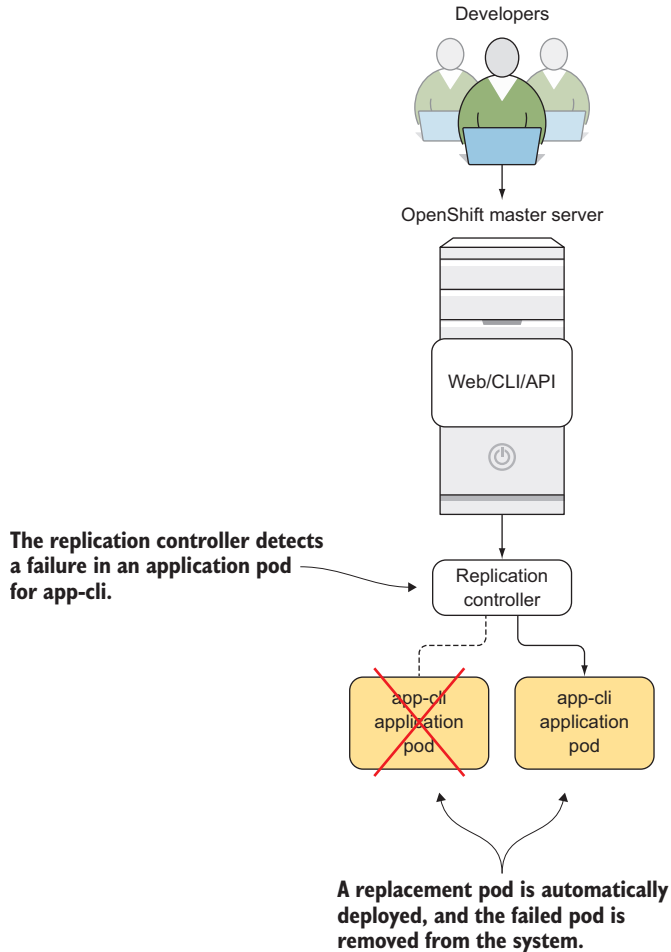 Developers
OpenShift master server
Web/CLI/API
The replication controller detects
a failure in an application pod
for app-cli.
Replication
controller
app-cli
application
pod
app-cli
application
pod
A replacement pod is automatically
deployed, and the failed pod is
removed from the system.